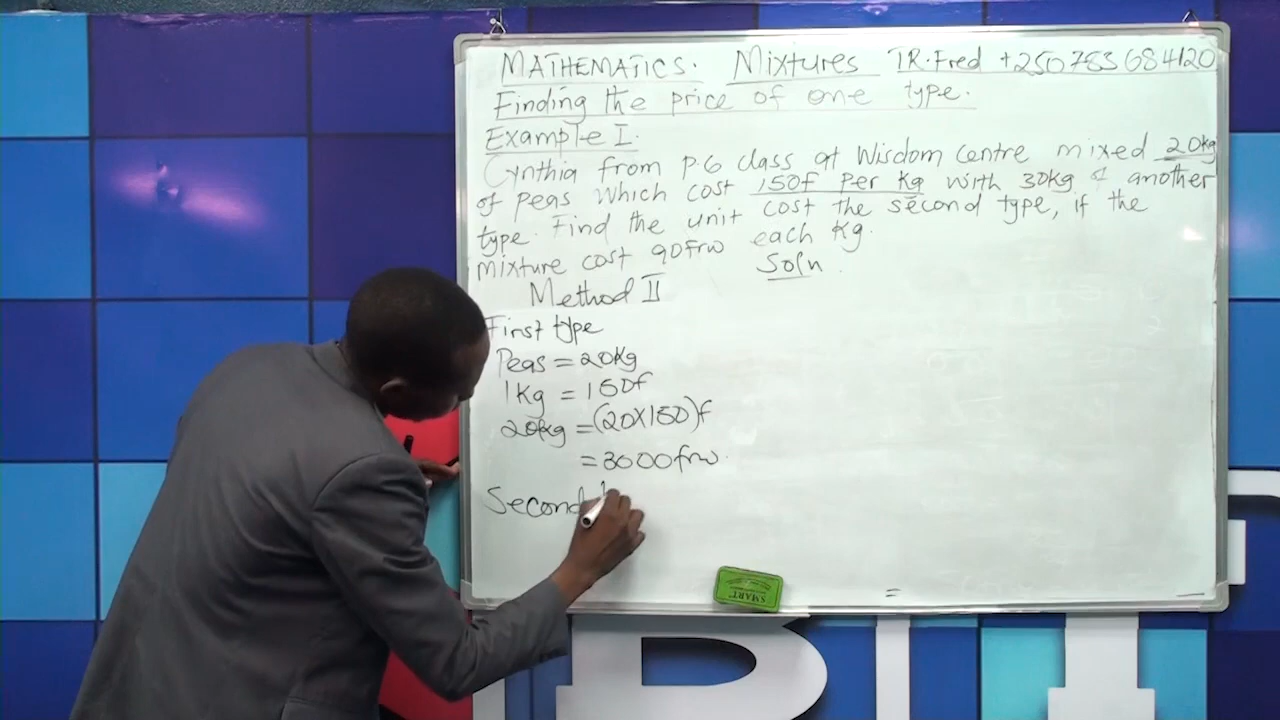 MATHEMATICS. Mixtures TR.Fred +250783684120
Finding the price of one type.
Example I.
Cynthia from P.6 class at Wisdom Centre mixed 20kg
of peas which cost 150f per kg with 30kg of another
type. Find the unit cost the second type, if the
mixture cost 90frw each kg.
Soln.
Method II
First type
Peas = 20kg
1kg = 150f
20kg = (20x150)f
= 3000frw.
Second t
=
SMART